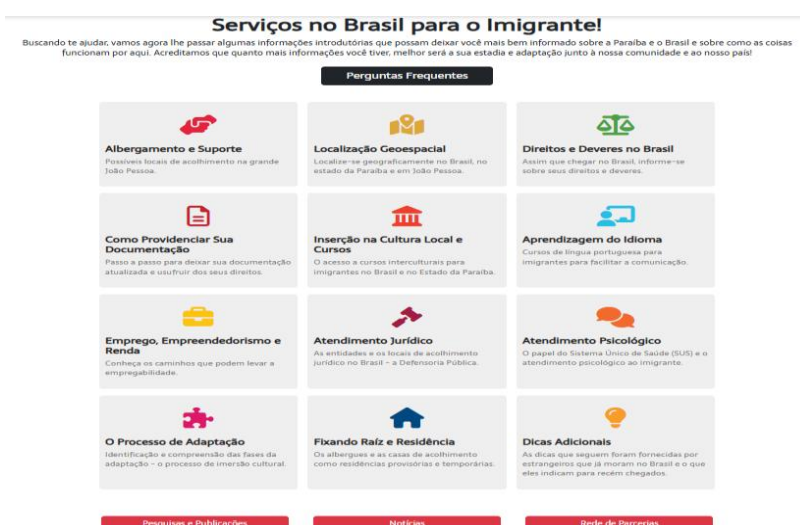 Serviços no Brasil para o Imigrante!
Buscando te ajudar, vamos agora lhe passar algumas informações introdutórias que possam deixar você mais bem informado sobre a Paraíba e o Brasil e sobre como as coisas
funcionam por aqui. Acreditamos que quanto mais informações você tiver, melhor será a sua estadia e adaptação junto à nossa comunidade e ao nosso país!
Perguntas Frequentes
Albergamento e Suporte
Possíveis locais de acolhimento na grande
João Pessoa.
Localização Geoespacial
Localize-se geograficamente no Brasil, no
estado da Paraíba e em João Pessoa.
Direitos e Deveres no Brasil
Assim que chegar no Brasil, informe-se
sobre seus direitos e deveres.
Como Providenciar Sua
Documentação
Passo a passo para deixar sua documentação
atualizada e usufruir dos seus direitos.
Inserção na Cultura Local e
Cursos
O acesso a cursos interculturais para
imigrantes no Brasil e no Estado da Paraíba.
Aprendizagem do Idioma
Cursos de língua portuguesa para
imigrantes para facilitar a comunicação.
Emprego, Empreendedorismo e
Renda
Conheça os caminhos que podem levar a
empregabilidade.
Atendimento Jurídico
As entidades e os locais de acolhimento
jurídico no Brasil – a Defensoria Pública.
Atendimento Psicológico
O papel do Sistema Único de Saúde (SUS) e o
atendimento psicológico ao imigrante.
O Processo de Adaptação
Identificação e compreensão das fases da
adaptação – o processo de imersão cultural.
Fixando Raíz e Residência
Os albergues e as casas de acolhimento
como residências provisórias e temporárias.
Dicas Adicionais
As dicas que seguem foram fornecidas por
estrangeiros que já moram no Brasil e o que
eles indicam para recém chegados.
Pesquisas e Publicações
Notícias
Rede de Parcerias